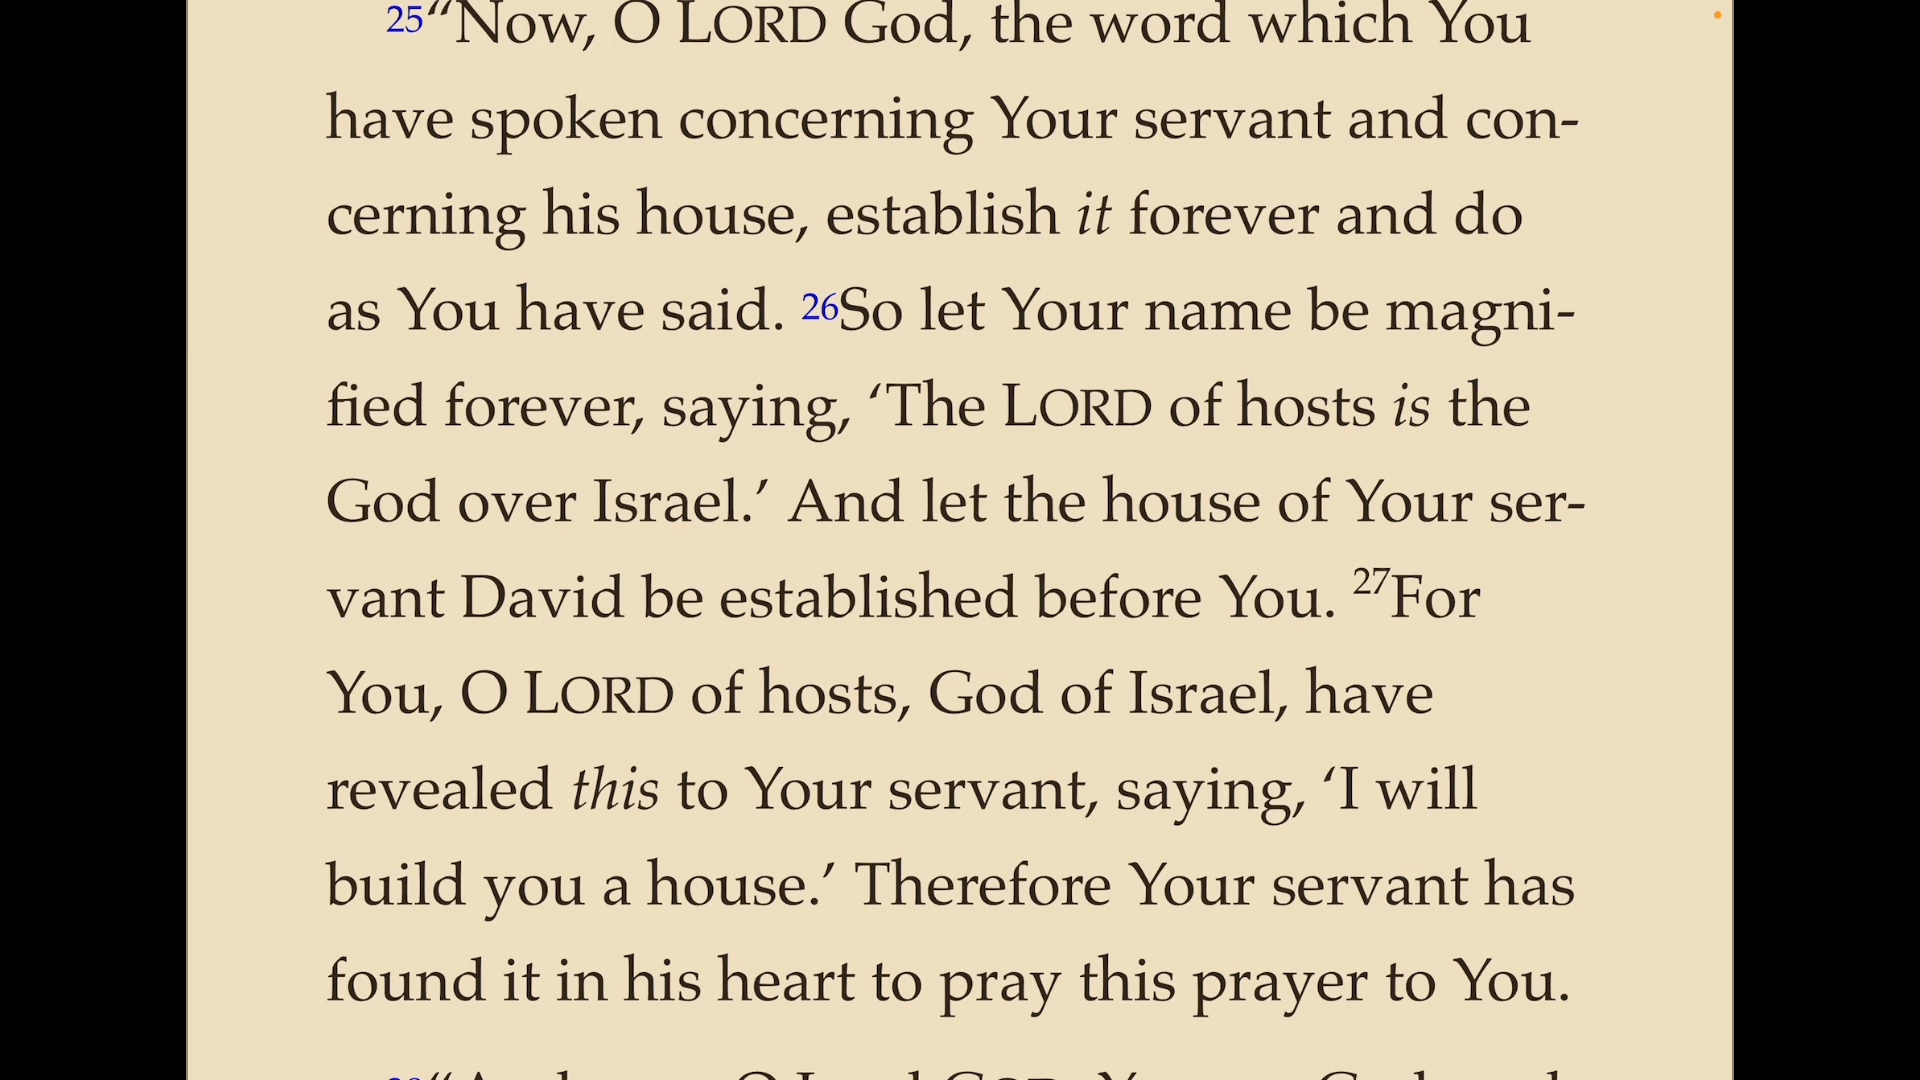 25“Now, O LORD God, the word which You
have spoken concerning Your servant and con-
cerning his house, establish it forever and do
as You have said. 26So let Your name be magni-
fied forever, saying, ‘The LORD of hosts is the
God over Israel.’ And let the house of Your ser-
vant David be established before You. 27For
You, O LORD of hosts, God of Israel, have
revealed this to Your servant, saying, ‘I will
build you a house.’ Therefore Your servant has
found it in his heart to pray this prayer to You.